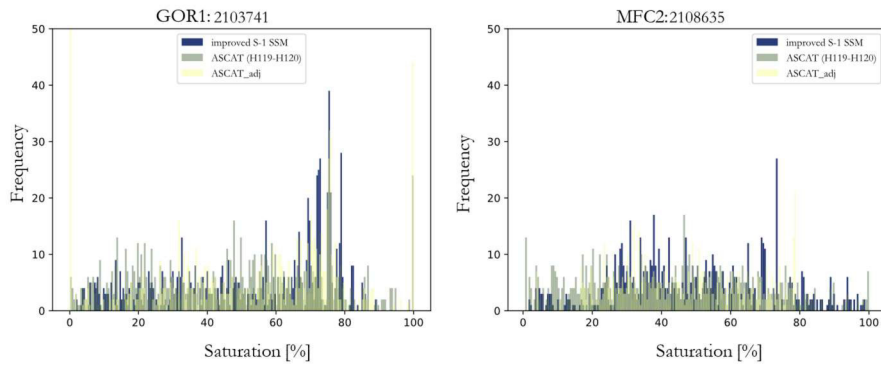 GOR1: 2103741
50
40
30
20
10
0
Frequency
improved S-1 SSM
ASCAT (H119-H120)
ASCAT_adj
0
20
40
60
80
100
Saturation [%]
MFC2:2108635
50
40
30
20
10
0
Frequency
improved S-1 SSM
ASCAT (H119-H120)
ASCAT_adj
0
20
40
60
80
100
Saturation [%]